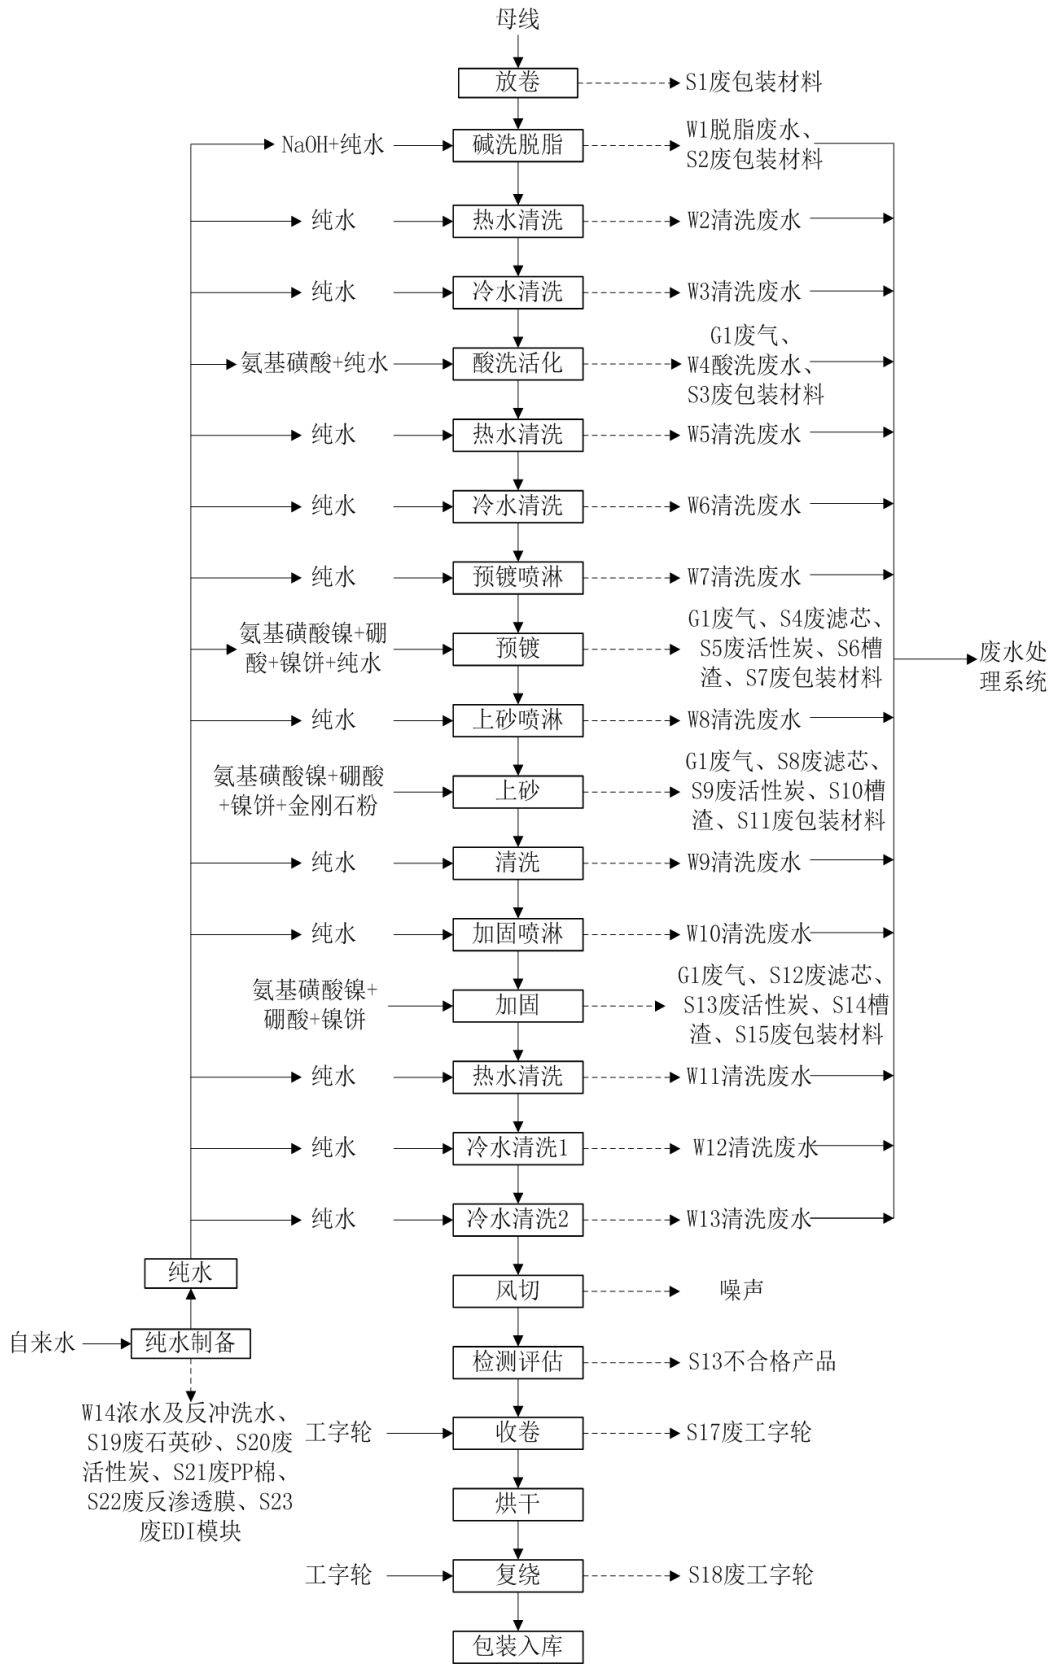 母线
放卷
S1废包装材料
NaOH+纯水
碱洗脱脂
W1脱脂废水、
S2废包装材料
纯水
热水清洗
W2清洗废水
纯水
冷水清洗
W3清洗废水
氨基磺酸+纯水
酸洗活化
G1废气、
W4酸洗废水、
S3废包装材料
纯水
热水清洗
W5清洗废水
纯水
冷水清洗
W6清洗废水
纯水
预镀喷淋
W7清洗废水
氨基磺酸镍+硼
酸+镍饼+纯水
预镀
G1废气、S4废滤芯、
S5废活性炭、S6槽
渣、S7废包装材料
废水处
理系统
纯水
上砂喷淋
W8清洗废水
氨基磺酸镍+硼酸
+镍饼+金刚石粉
上砂
G1废气、S8废滤芯、
S9废活性炭、S10槽
渣、S11废包装材料
纯水
清洗
W9清洗废水
纯水
加固喷淋
W10清洗废水
氨基磺酸镍+
硼酸+镍饼
加固
G1废气、S12废滤芯、
S13废活性炭、S14槽
渣、S15废包装材料
纯水
热水清洗
W11清洗废水
纯水
冷水清洗1
W12清洗废水
纯水
冷水清洗2
W13清洗废水
纯水
风切
噪声
自来水
纯水制备
检测评估
S13不合格产品
W14浓水及反冲洗水、
S19废石英砂、S20废
活性炭、S21废PP棉、
S22废反渗透膜、S23
废EDI模块
工字轮
收卷
S17废工字轮
烘干
工字轮
复绕
S18废工字轮
包装入库